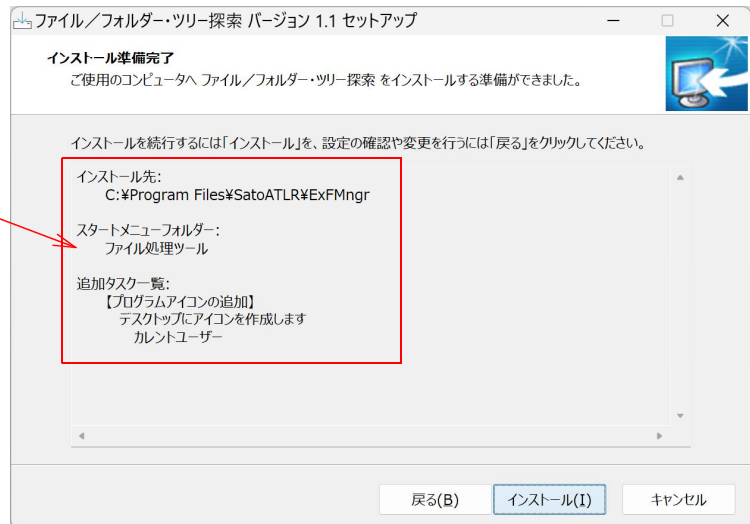 ファイル／フォルダー・ツリー探索 バージョン 1.1 セットアップ
インストール準備完了
ご使用のコンピュータへ ファイル／フォルダー・ツリー探索 をインストールする準備ができました。
インストールを続行するには「インストール」を、設定の確認や変更を行うには「戻る」をクリックしてください。
インストール先:
C:¥Program Files¥SatoATLR¥ExFMngr
スタートメニューフォルダー:
ファイル処理ツール
追加タスク一覧:
【プログラムアイコンの追加】
デスクトップにアイコンを作成します
カレントユーザー
戻る(B)
インストール(I)
キャンセル